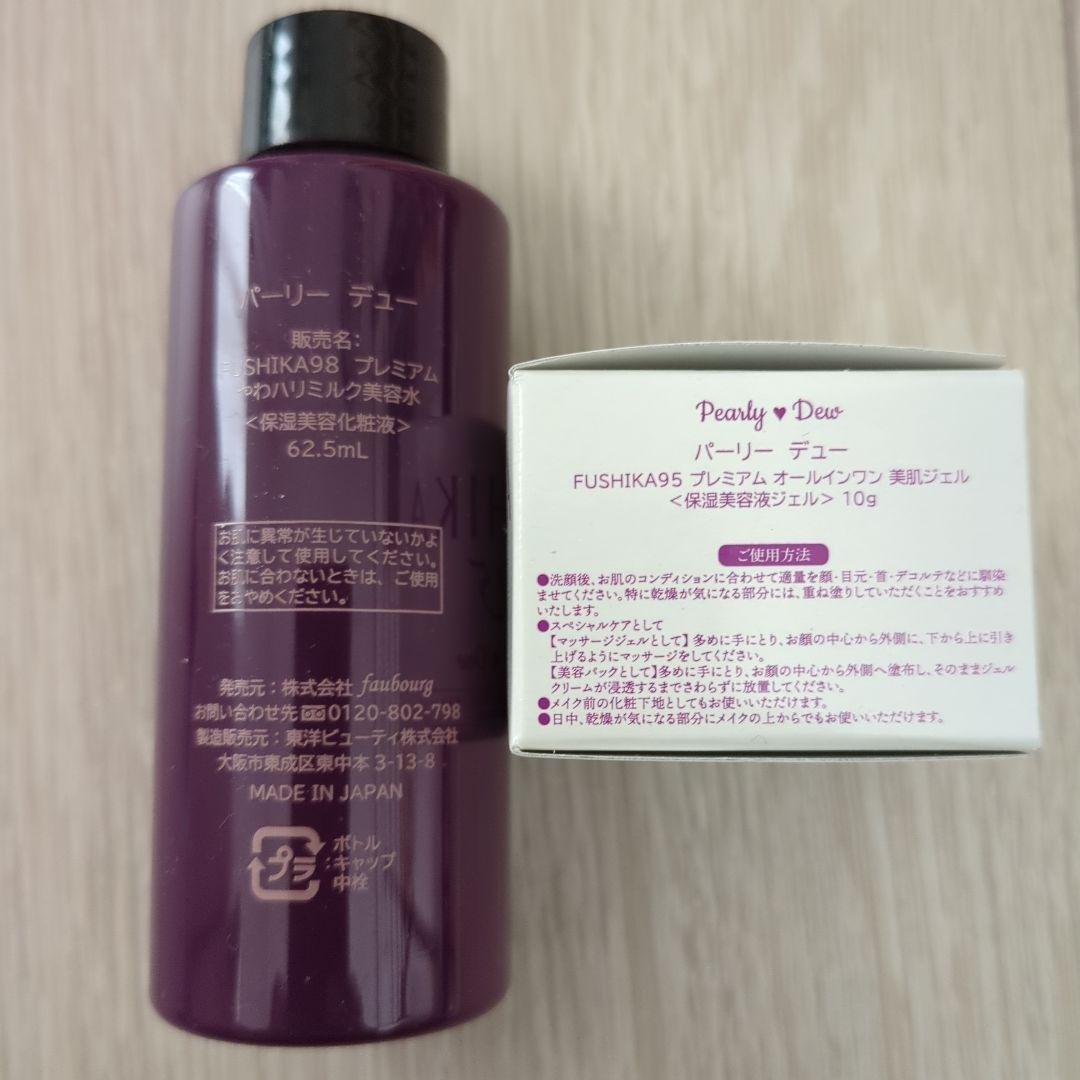 パーリー デュー
販売名:
FUSHIKA98 プレミアム
やわハリミルク美容水
<保湿美容化粧液>
62.5mL
お肌に異常が生じていないかよ
く注意して使用してください。
お肌に合わないときは、ご使用
をおやめください。
発売元:株式会社 faubourg
お問い合わせ先 0120-802-798
製造販売元:東洋ビューティ株式会社
大阪市東成区東中本 3-13-8
MADE IN JAPAN
プラ
ボトル
:キャップ
中栓
Pearly ♥ Dew
パーリー デュー
FUSHIKA95 プレミアム オールインワン 美肌ジェル
<保湿美容液ジェル> 10g
ご使用方法
●洗顔後、お肌のコンディションに合わせて適量を顔・目元・首・デコルテなどに馴染
ませてください。特に乾燥が気になる部分には、重ね塗りしていただくことをおすすめ
いたします。
●スペシャルケアとして
【マッサージジェルとして】多めに手にとり、お顔の中心から外側に、下から上に引き
上げるようにマッサージをしてください。
【美容パックとして】多めに手にとり、お顔の中心から外側へ塗布し、そのままジェル
クリームが浸透するまでさわらずに放置してください。
●メイク前の化粧下地としてもお使いいただけます。
●日中、乾燥が気になる部分にメイクの上からでもお使いいただけます。